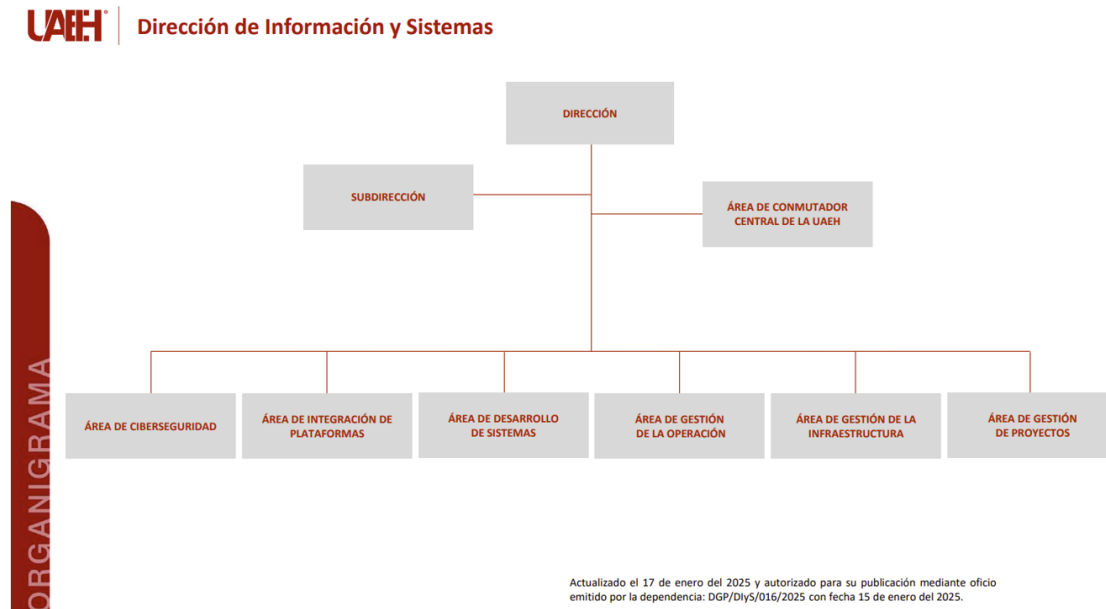 UAEH
Dirección de Información y Sistemas
DIRECCIÓN
SUBDIRECCIÓN
ÁREA DE CONMUTADOR
CENTRAL DE LA UAEH
ÁREA DE CIBERSEGURIDAD
ÁREA DE INTEGRACIÓN DE
PLATAFORMAS
ÁREA DE DESARROLLO
DE SISTEMAS
ÁREA DE GESTIÓN
DE LA OPERACIÓN
ÁREA DE GESTIÓN DE LA
INFRAESTRUCTURA
ÁREA DE GESTIÓN
DE PROYECTOS
ORGANIGRAMA
Actualizado el 17 de enero del 2025 y autorizado para su publicación mediante oficio
emitido por la dependencia: DGP/DIyS/016/2025 con fecha 15 de enero del 2025.